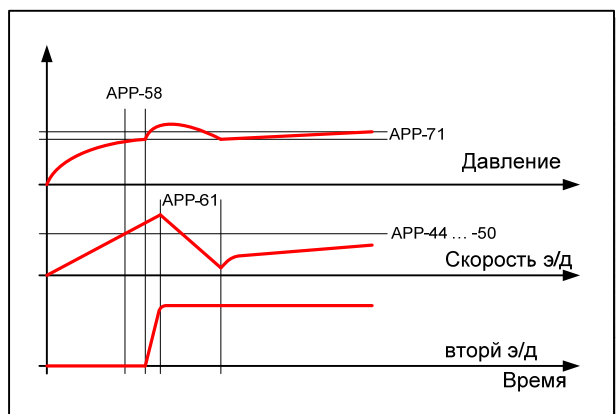 APP-58
APP-71
Давление
APP-61
APP-44 ... -50
Скорость э/д
вторй э/д
Время